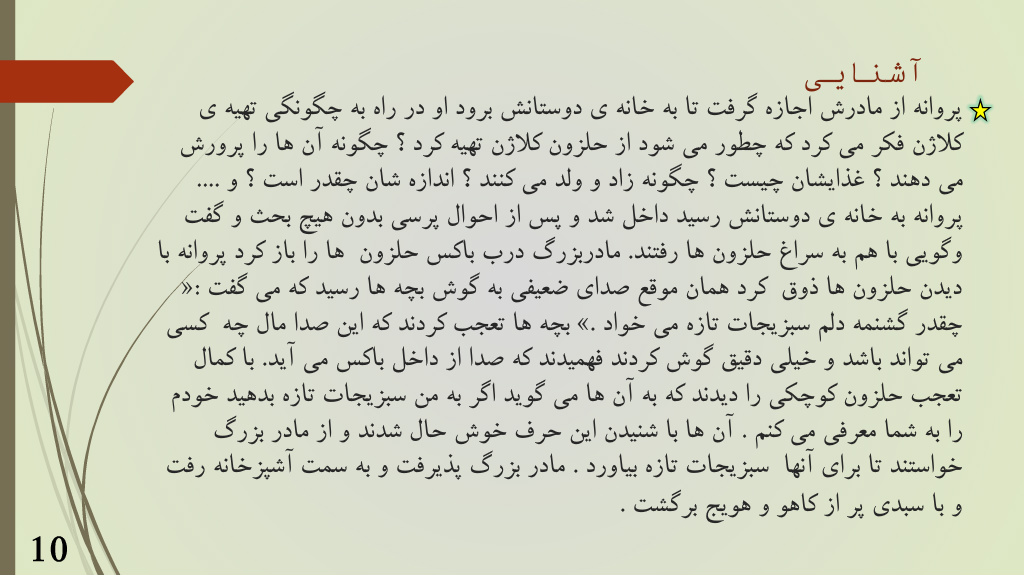 آشنایی
پروانه از مادرش اجازه گرفت تا به خانه ی دوستانش برود او در راه به چگونگی تهیه ی
کلاژن فکر می کرد که چطور می شود از حلزون کلاژن تهیه کرد ؟ چگونه آن ها را پرورش
می دهند ؟ غذایشان چیست ؟ چگونه زاد و ولد می کنند ؟ اندازه شان چقدر است ؟ و ....
پروانه به خانه ی دوستانش رسید داخل شد و پس از احوال پرسی بدون هیچ بحث و گفت
وگویی با هم به سراغ حلزون ها رفتند. مادربزرگ درب باکس حلزون ها را باز کرد پروانه با
دیدن حلزون ها ذوق کرد همان موقع صدای ضعیفی به گوش بچه ها رسید که می گفت :«
چقدر گشنمه دلم سبزیجات تازه می خواد .» بچه ها تعجب کردند که این صدا مال چه کسی
می تواند باشد و خیلی دقیق گوش کردند فهمیدند که صدا از داخل باکس می آید. با کمال
تعجب حلزون کوچکی را دیدند که به آن ها می گوید اگر به من سبزیجات تازه بدهید خودم
را به شما معرفی می کنم . آن ها با شنیدن این حرف خوش حال شدند و از مادر بزرگ
خواستند تا برای آنها سبزیجات تازه بیاورد . مادر بزرگ پذیرفت و به سمت آشپزخانه رفت
و با سبدی پر از کاهو و هویج برگشت .
10